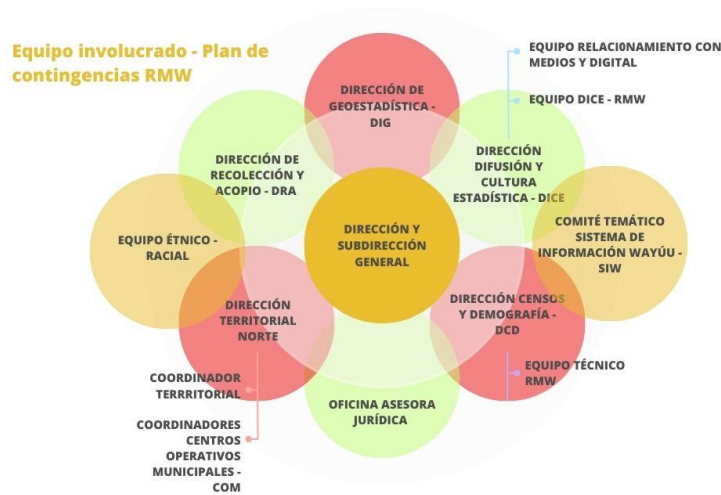 Equipo involucrado - Plan de
contingencias RMW
EQUIPO RELACI0NAMIENTO CON
MEDIOS Y DIGITAL
EQUIPO DICE - RMW
DIRECCIÓN DE
GEOESTADÍSTICA -
DIG
DIRECCIÓN DE
RECOLECCIÓN Y
ACOPIO - DRA
DIRECCIÓN
DIFUSIÓN Y
CULTURA
ESTADÍSTICA - DICE
EQUIPO ÉTNICO -
RACIAL
DIRECCIÓN Y
SUBDIRECCIÓN
GENERAL
COMITÉ TEMÁTICO
SISTEMA DE
INFORMACIÓN WAYÚU -
SIW
DIRECCIÓN
TERRITORIAL
NORTE
DIRECCIÓN CENSOS
Y DEMOGRAFÍA -
DCD
COORDINADOR
TERRRITORIAL
COORDINADORES
CENTROS
OPERATIVOS
MUNICIPALES -
COM
OFICINA ASESORA
JURÍDICA
EQUIPO TÉCNICO
RMW